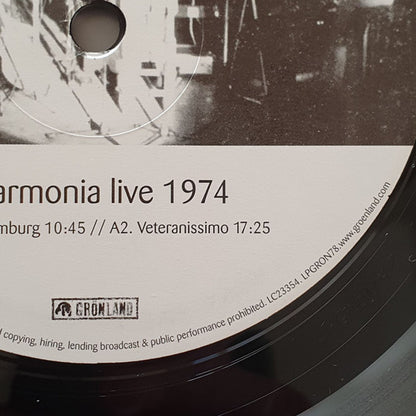 armonia live 1974
mburg 10:45 // A2. Veteranissimo 17:25
GRÖNLAND
d copying, hiring, lending broadcast & public performance prohibited. LC23354. LPGRON78. www.groenland.com